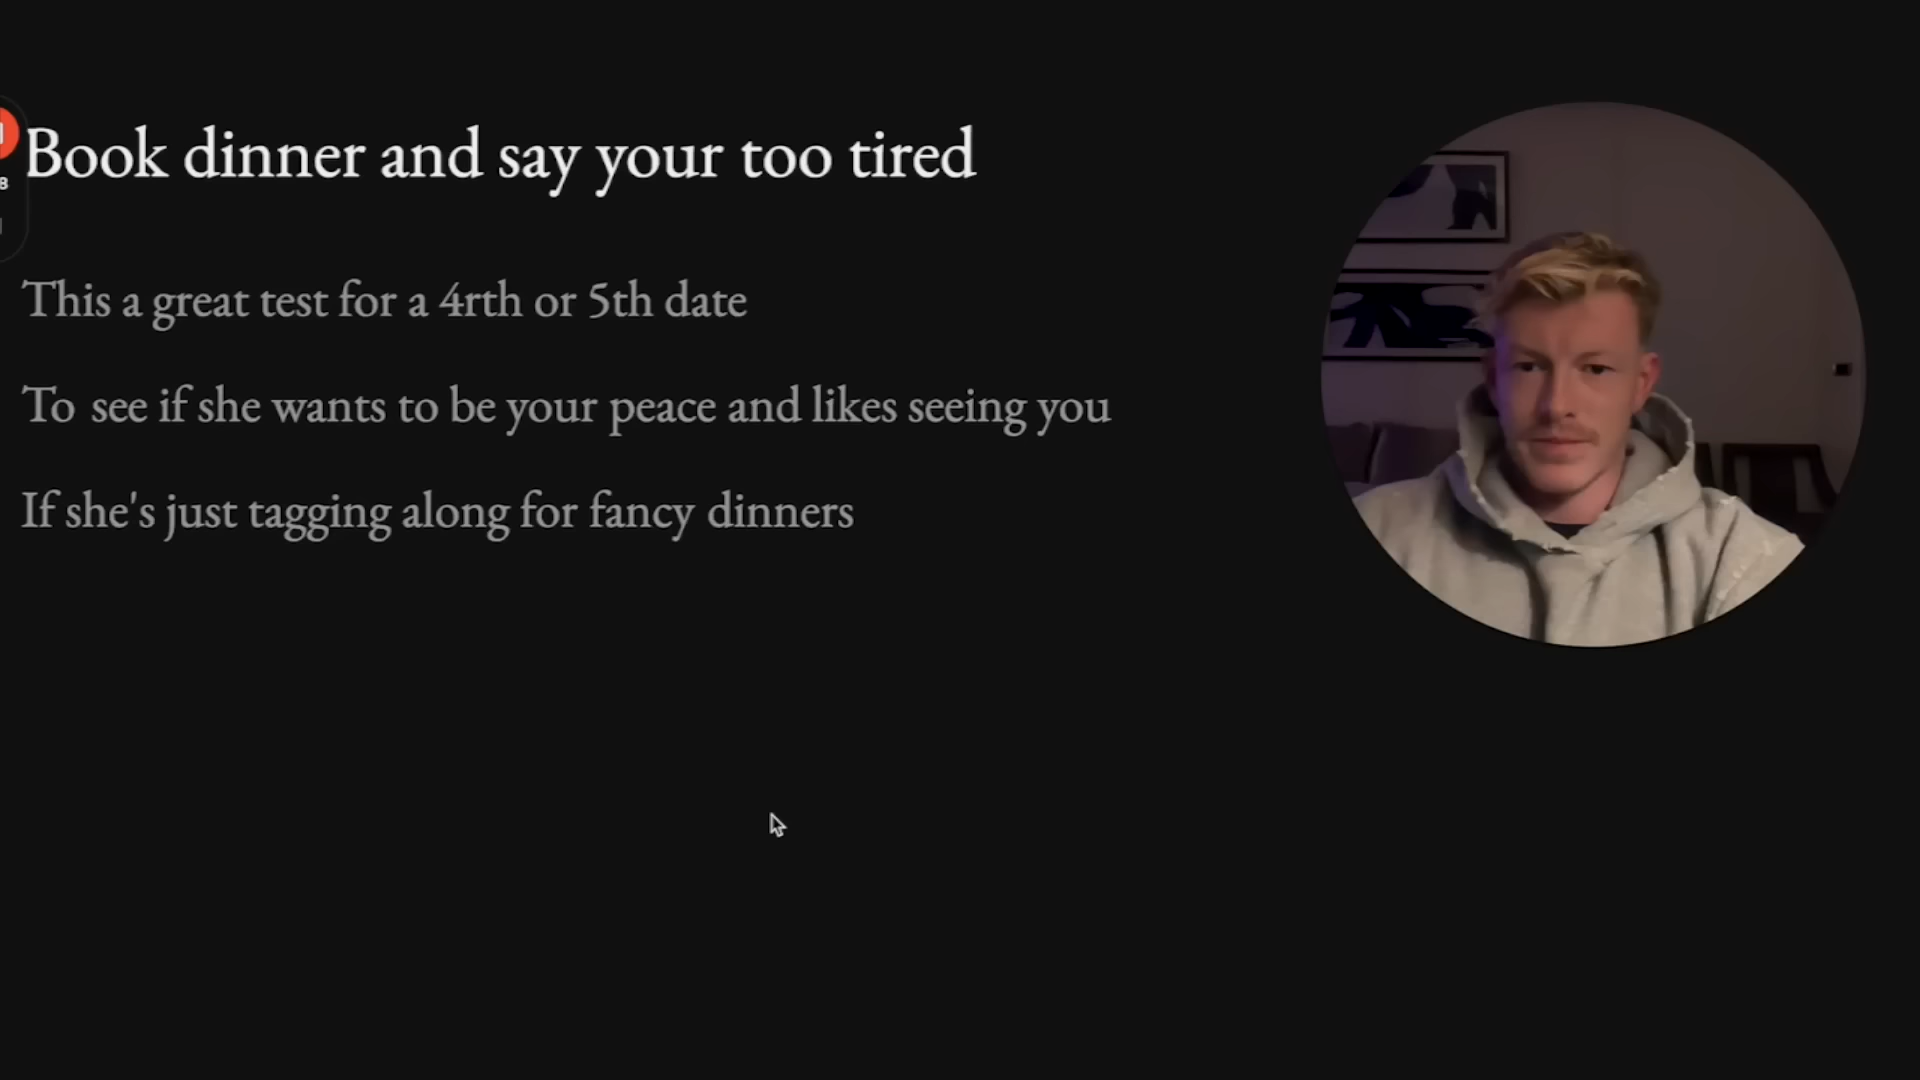 Book dinner and say your too tired
This a great test for a 4rth or 5th date
To see if she wants to be your peace and likes seeing you
If she's just tagging along for fancy dinners